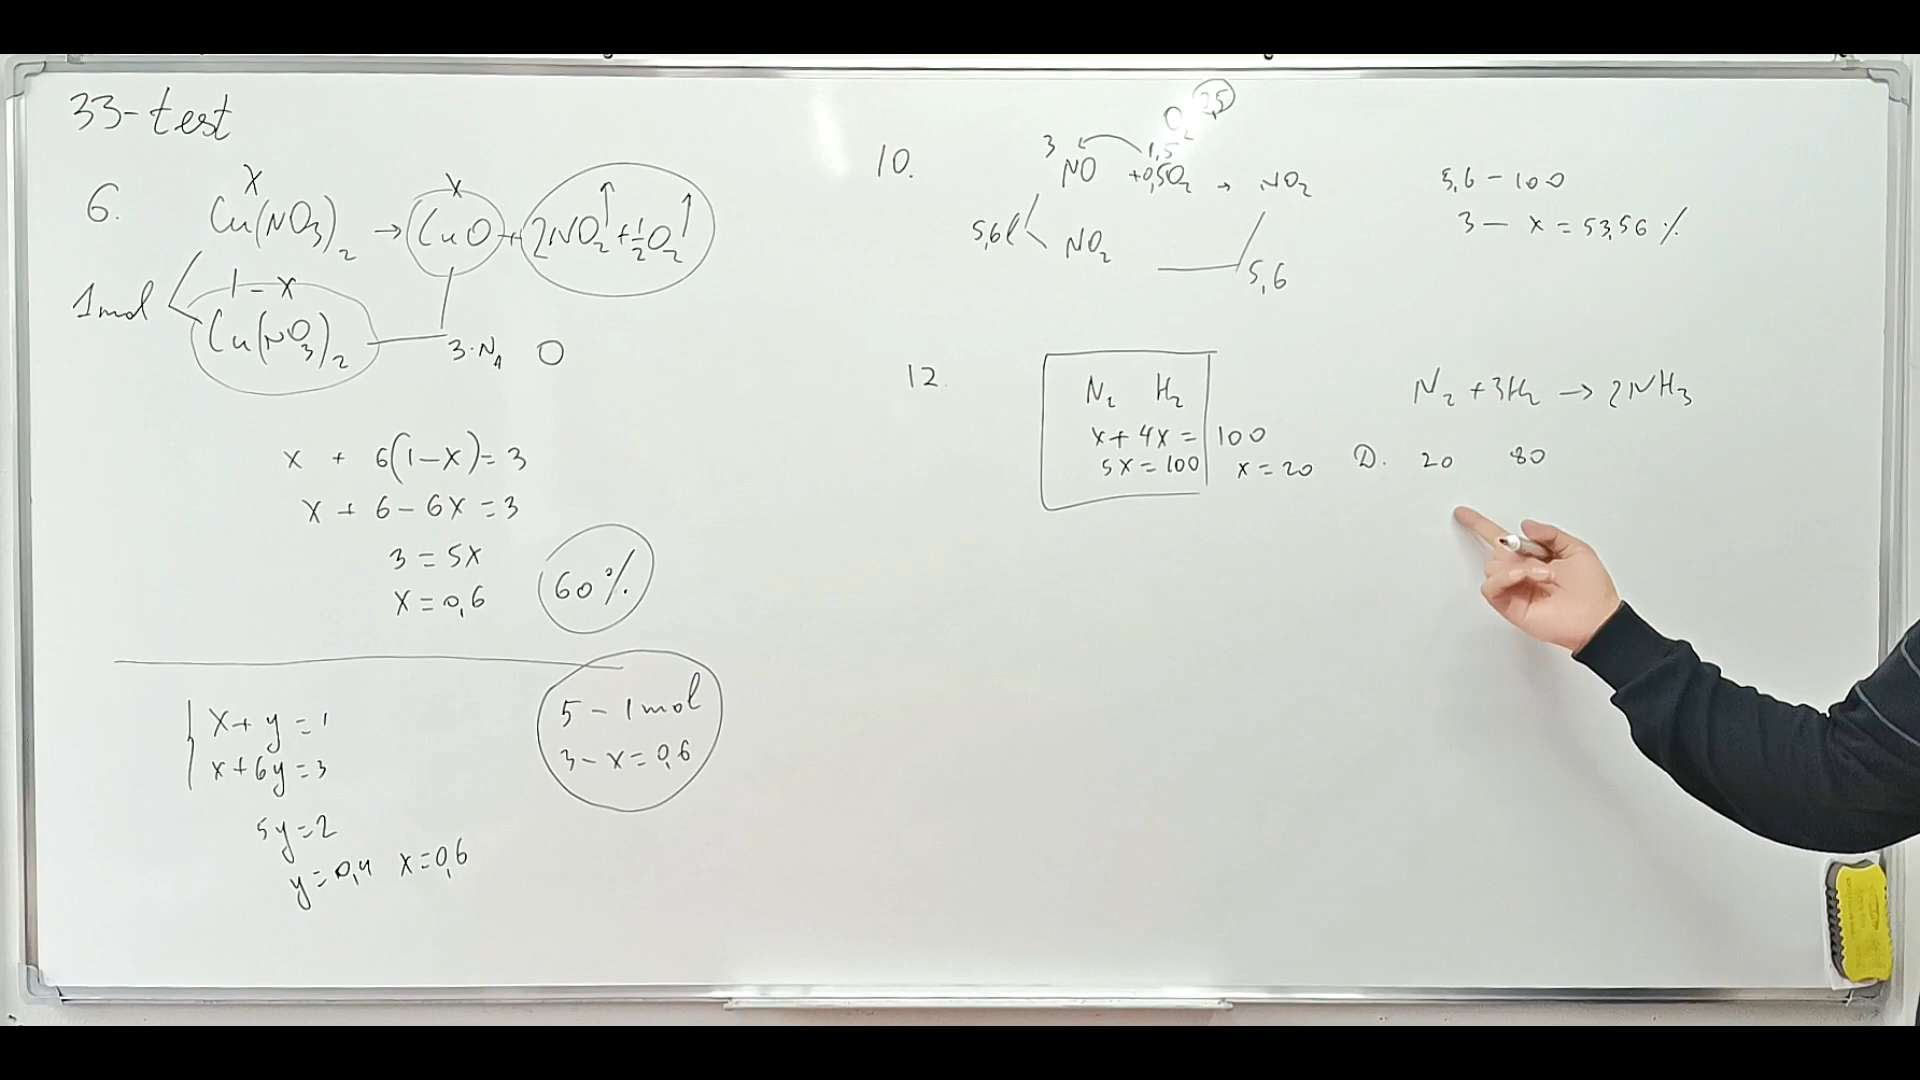 33-test
6.
x x
Cu(NO3)2 → CuO + 2NO2↑ + 1/2O2↑
1mol
1-x
Cu(NO3)2
3·NA O
x + 6(1-x)=3
x + 6-6x=3
3=5x
x=0,6
60%
x+y=1
x+6y=3
5y=2
y=0,4 x=0,6
5-1mol
3-x=0,6
10.
O2
3 1,5
NO +0,5O2 → NO2
5,6l
NO2
5,6
5,6-100
3- x=53,56%
12.
N2 H2
x+4x=100
5x=100 x=20
N2+3H2 → 2NH3
D. 20 80